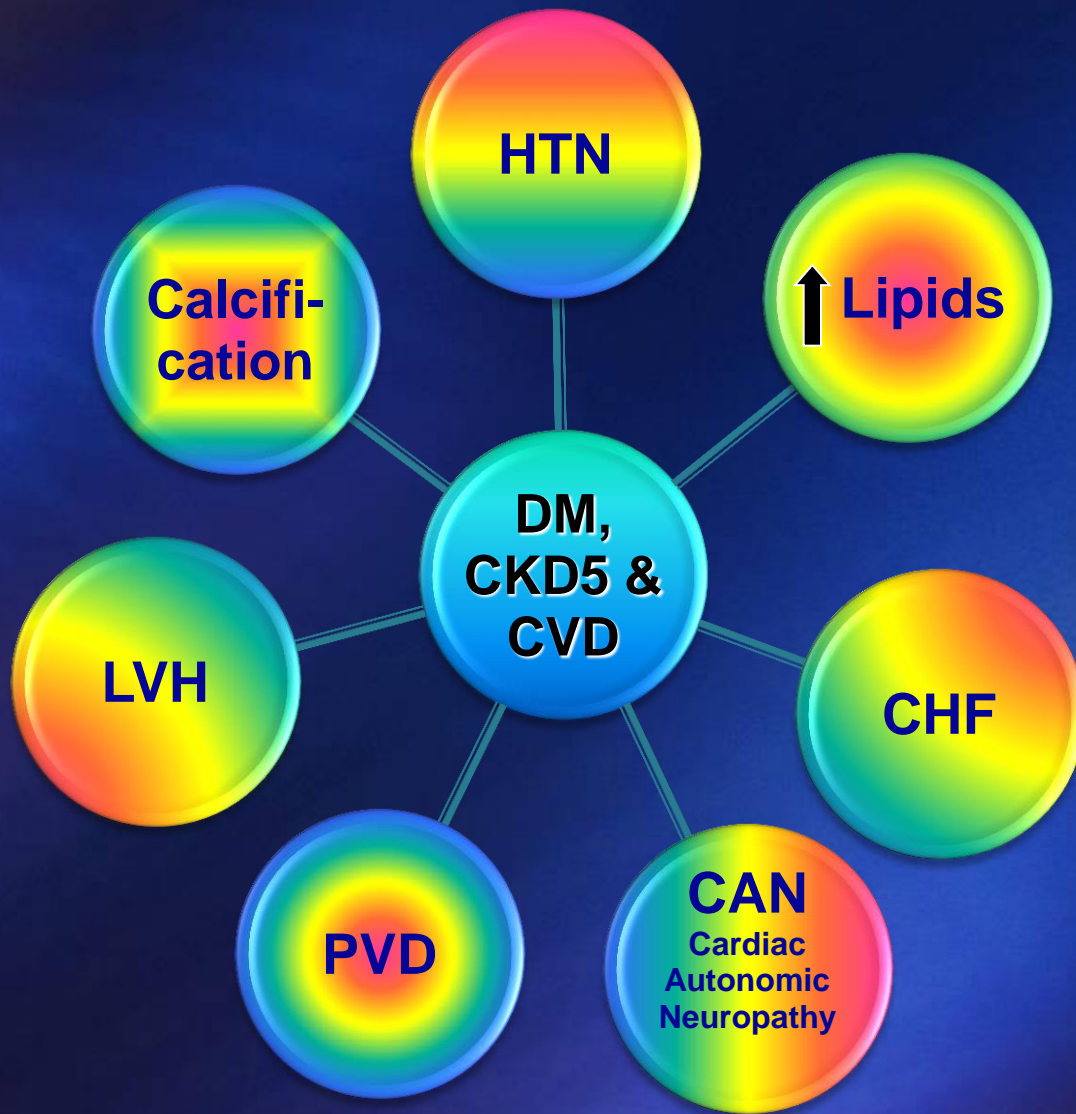 HTN
Lipids
Calcifi-
cation
DM,
CKD5 &
CVD
LVH
CHF
PVD
CAN
Cardiac
Autonomic
Neuropathy